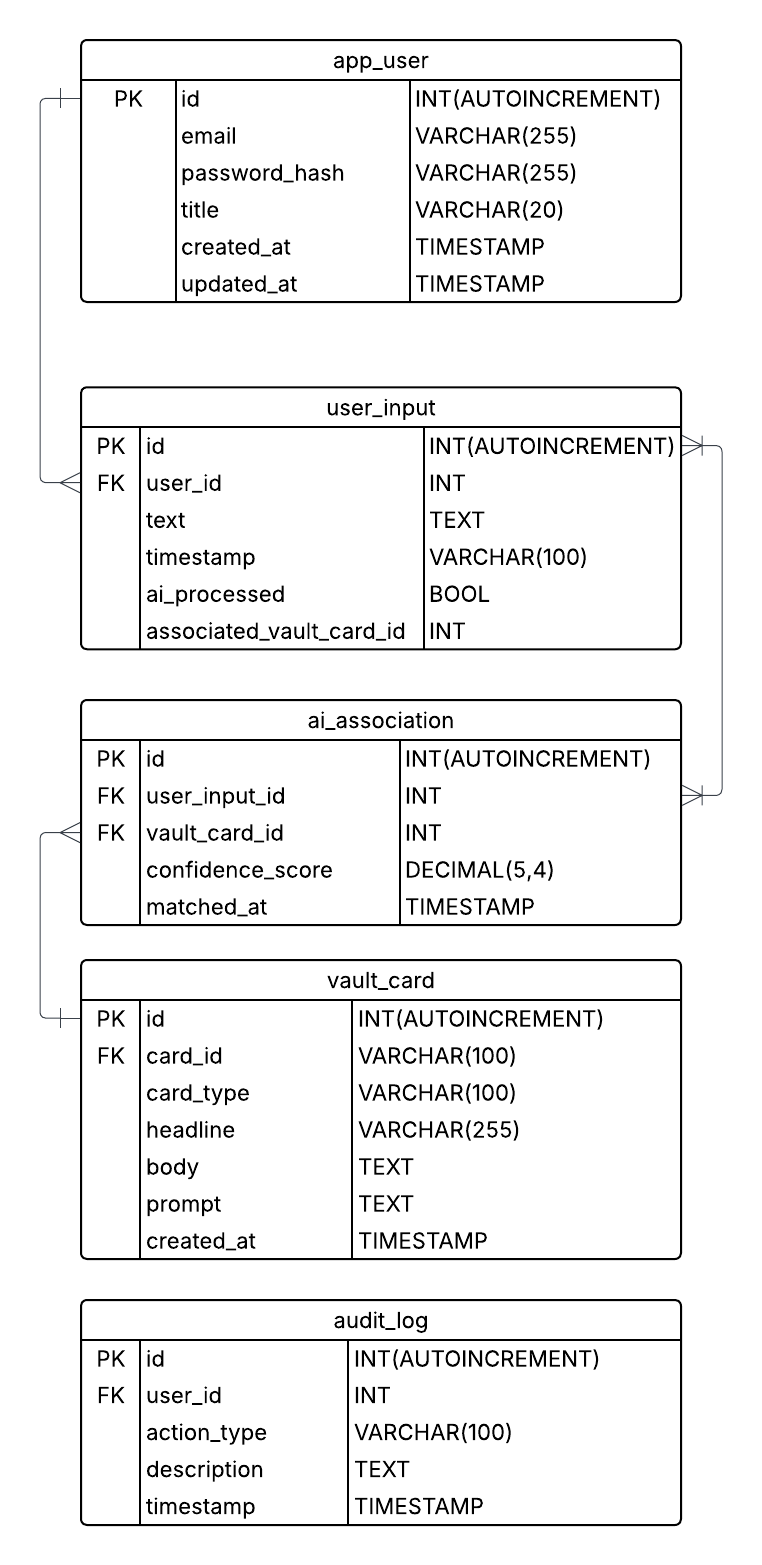 app_user
PK id INT(AUTOINCREMENT)
email VARCHAR(255)
password_hash VARCHAR(255)
title VARCHAR(20)
created_at TIMESTAMP
updated_at TIMESTAMP
user_input
PK id INT(AUTOINCREMENT)
FK user_id INT
text TEXT
timestamp VARCHAR(100)
ai_processed BOOL
associated_vault_card_id INT
ai_association
PK id INT(AUTOINCREMENT)
FK user_input_id INT
FK vault_card_id INT
confidence_score DECIMAL(5,4)
matched_at TIMESTAMP
vault_card
PK id INT(AUTOINCREMENT)
FK card_id VARCHAR(100)
card_type VARCHAR(100)
headline VARCHAR(255)
body TEXT
prompt TEXT
created_at TIMESTAMP
audit_log
PK id INT(AUTOINCREMENT)
FK user_id INT
action_type VARCHAR(100)
description TEXT
timestamp TIMESTAMP